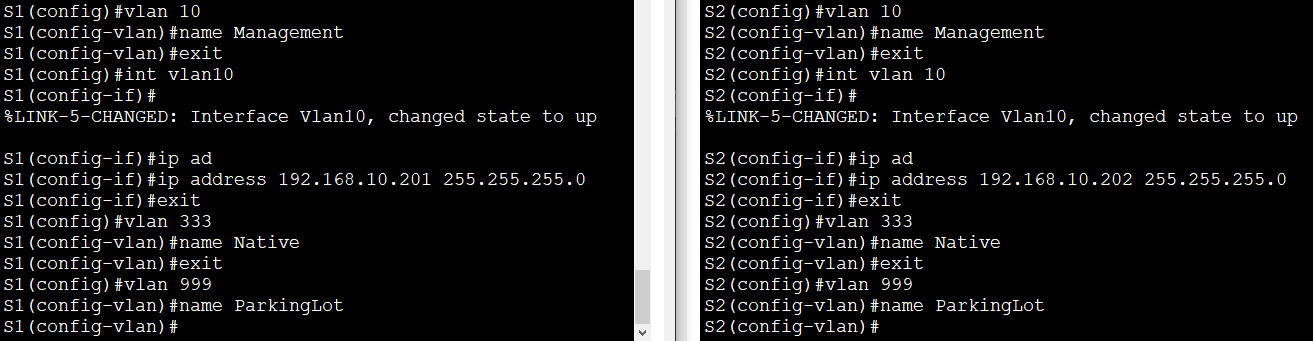 S1(config)#vlan 10
S1(config-vlan)#name Management
S1(config-vlan)#exit
S1(config)#int vlan10
S1(config-if)#
%LINK-5-CHANGED: Interface Vlan10, changed state to up
S1(config-if)#ip ad
S1(config-if)#ip address 192.168.10.201 255.255.255.0
S1(config-if)#exit
S1(config)#vlan 333
S1(config-vlan)#name Native
S1(config-vlan)#exit
S1(config)#vlan 999
S1(config-vlan)#name ParkingLot
S1(config-vlan)#
S2(config)#vlan 10
S2(config-vlan)#name Management
S2(config-vlan)#exit
S2(config)#int vlan 10
S2(config-if)#
%LINK-5-CHANGED: Interface Vlan10, changed state to up
S2(config-if)#ip ad
S2(config-if)#ip address 192.168.10.202 255.255.255.0
S2(config-if)#exit
S2(config)#vlan 333
S2(config-vlan)#name Native
S2(config-vlan)#exit
S2(config)#vlan 999
S2(config-vlan)#name ParkingLot
S2(config-vlan)#